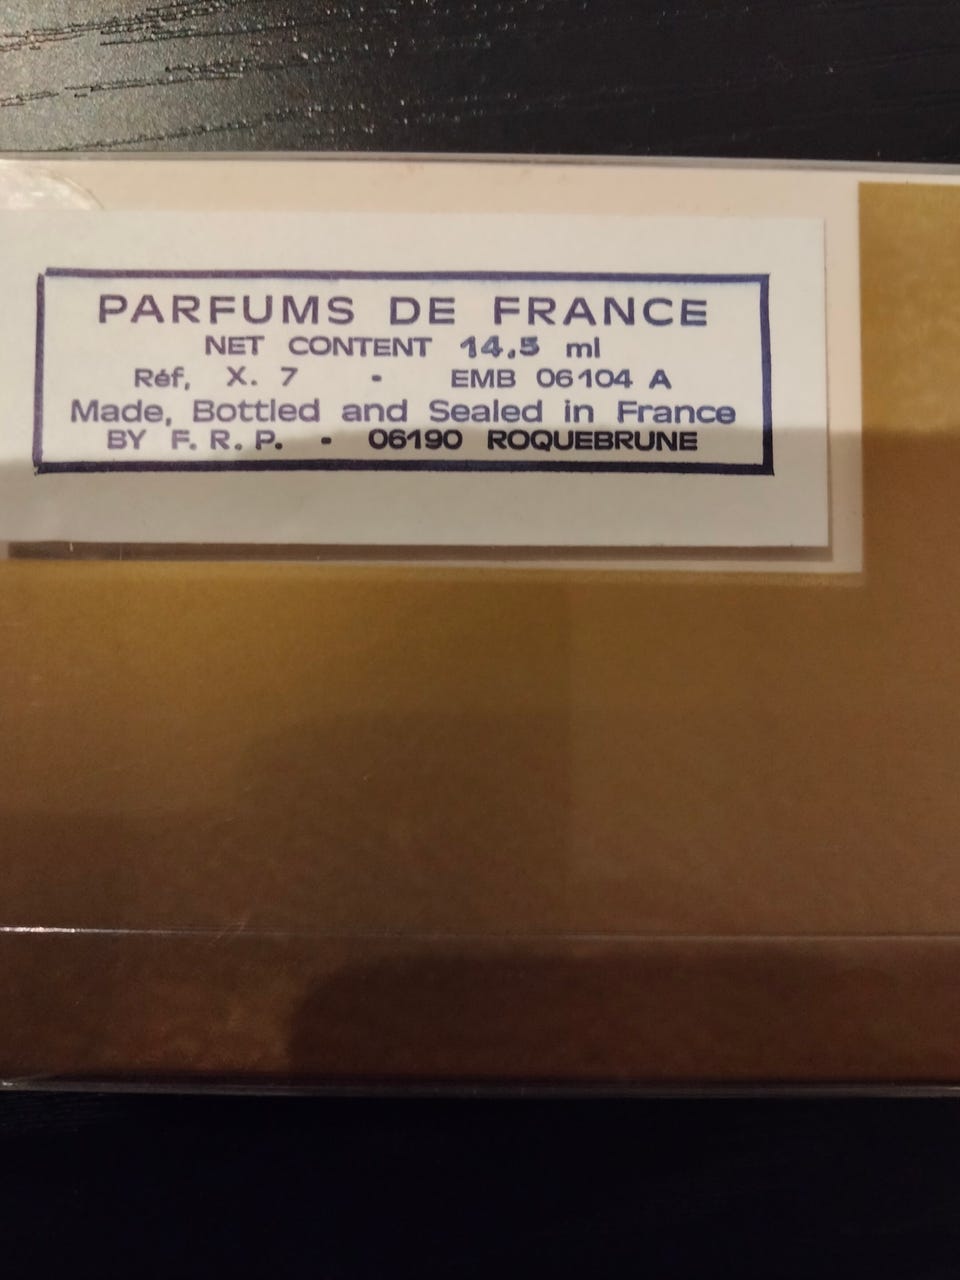 PARFUMS DE FRANCE
NET CONTENT 14.5 ml
Réf, X. 7 - EMB 06104 A
Made, Bottled and Sealed in France
BY F. R. P. - 06190 ROQUEBRUNE